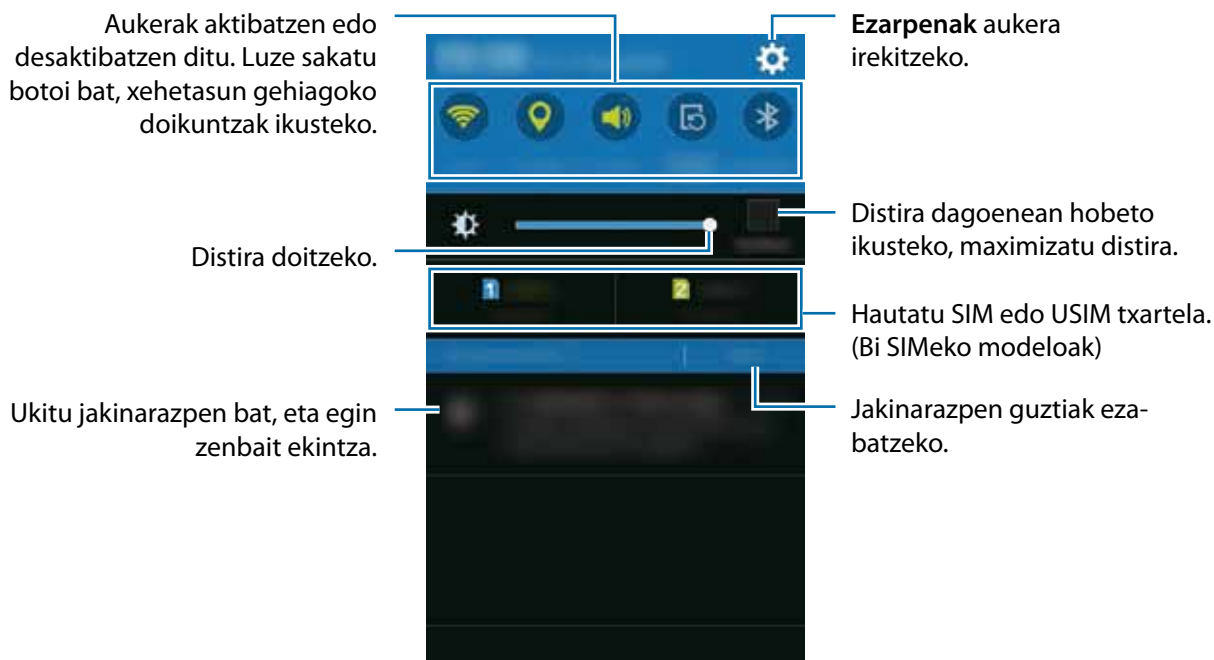 Aukerak aktibatzen edo
desaktibatzen ditu. Luze sakatu
botoi bat, xehetasun gehiagoko
doikuntzak ikusteko.
Ezarpenak aukera
irekitzeko.
Distira doitzeko.
Distira dagoenean hobeto
ikusteko, maximizatu distira.
1
2
Hautatu SIM edo USIM txartela.
(Bi SIMeko modeloak)
Ukitu jakinarazpen bat, eta egin
zenbait ekintza.
Jakinarazpen guztiak eza-
batzeko.